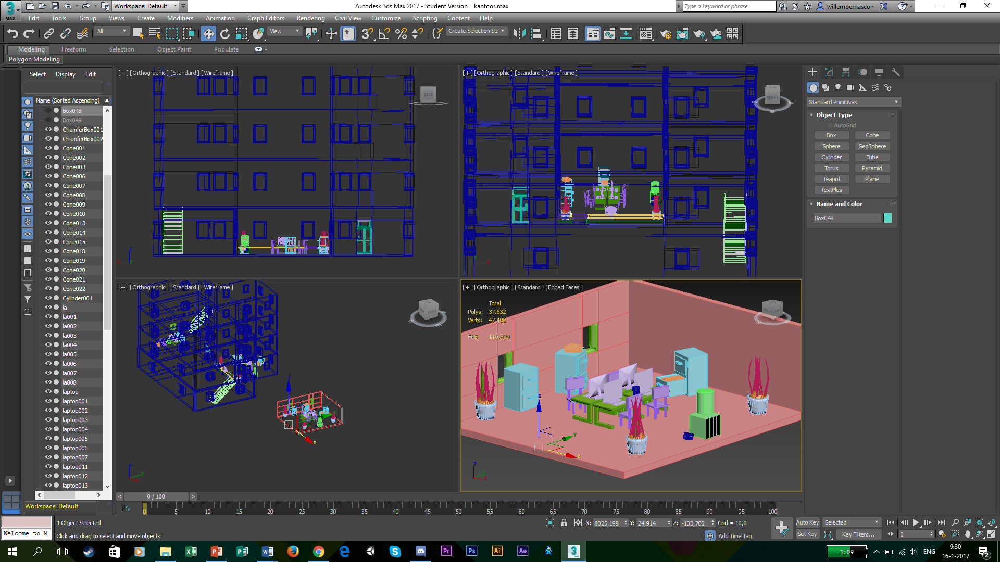 3 MAX Workspace: Default Autodesk 3ds Max 2017 - Student Version kantoor.max Type a keyword or phrase willembernasco
Edit Tools Group Views Create Modifiers Animation Graph Editors Rendering Civil View Customize Scripting Content Help
All View 3 Create Selection Se
Modeling Freeform Selection Object Paint Populate
Polygon Modeling
Select Display Edit
Name (Sorted Ascending)
Box048
Box049
ChamferBox001
ChamferBox002
Cone001
Cone002
Cone003
Cone006
Cone007
Cone008
Cone009
Cone010
Cone013
Cone014
Cone015
Cone018
Cone019
Cone020
Cone021
Cone022
Cylinder001
la
la001
la002
la003
la004
la005
la006
la007
la008
laptop
laptop001
laptop002
laptop003
laptop004
laptop005
laptop006
laptop007
laptop011
laptop012
laptop013
Workspace: Default
[+] [Orthographic] [Standard] [Wireframe]
BACK
z
x y
[+] [Orthographic] [Standard] [Wireframe]
FRONT
y
x
[+] [Orthographic] [Standard] [Wireframe]
RIGHT
z
y
x
z
y
[+] [Orthographic] [Standard] [Edged Faces]
Total
Polys: 37.632
Verts: 47.482
FPS: 110,829
z
y
x
z
y
x
Standard Primitives
Object Type
AutoGrid
Box Cone
Sphere GeoSphere
Cylinder Tube
Torus Pyramid
Teapot Plane
TextPlus
Name and Color
Box048
0 / 100
0 5 10 15 20 25 30 35 40 45 50 55 60 65 70 75 80 85 90 95 100
1 Object Selected
Welcome to M
Click and drag to select and move objects
X: 8025,198 Y: 24,914 Z: -103,702 Grid = 10,0
Add Time Tag
Auto Key Selected
Set Key Key Filters...
0
Pr Ps Ai Ae 3 MAX
1:09 ENG 9:30
16-1-2017
2